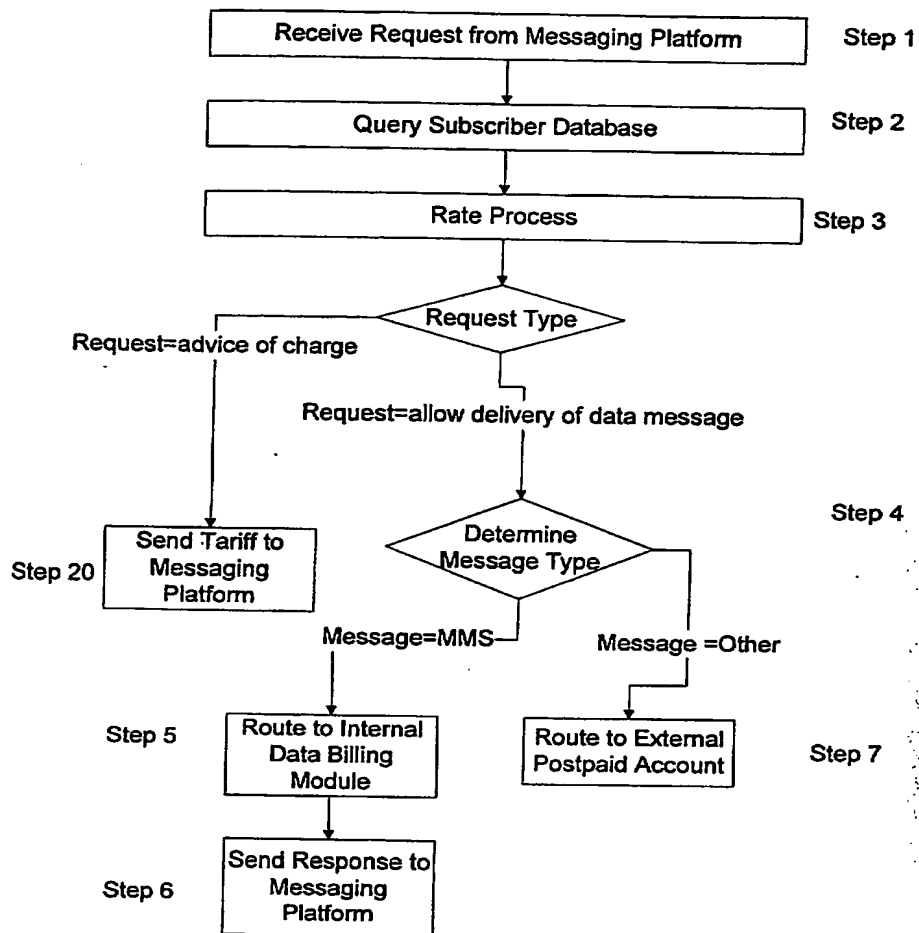 Receive Request from Messaging Platform
Step 1
Query Subscriber Database
Step 2
Rate Process
Step 3
Request Type
Request=advice of charge
Request=allow delivery of data message
Determine
Message Type
Step 4
Send Tariff to
Messaging
Platform
Step 20
Message=MMS
Message =Other
Step 5
Route to Internal
Data Billing
Module
Route to External
Postpaid Account
Step 7
Send Response to
Messaging
Platform
Step 6